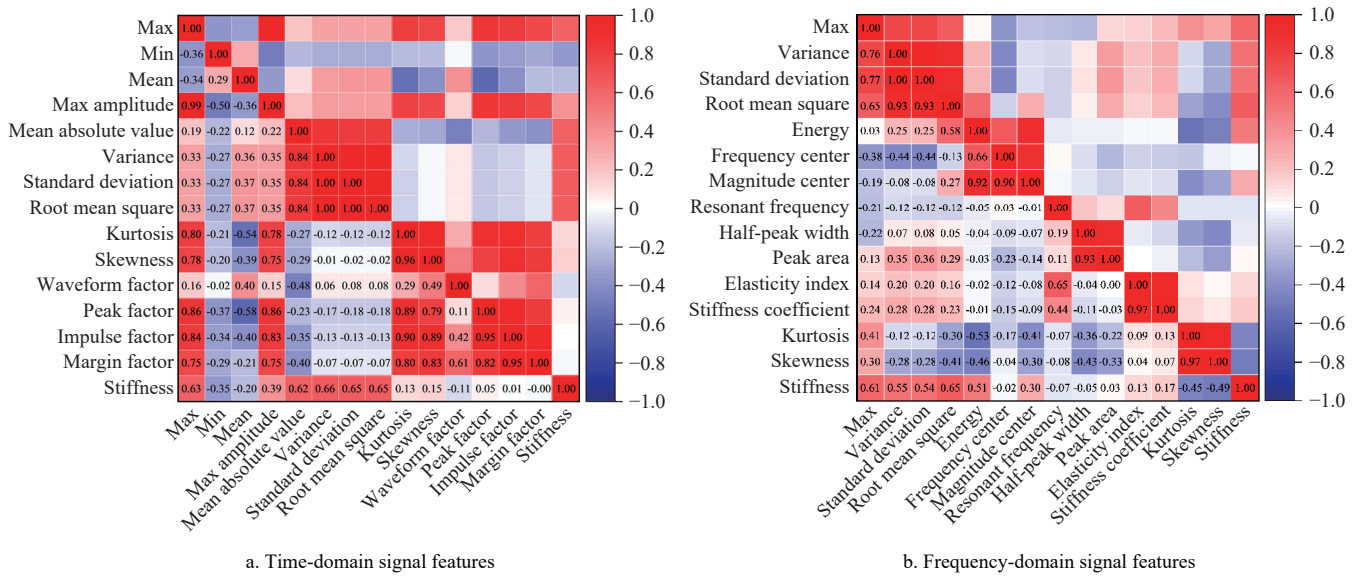 Max 1.00
Min -0.36 1.00
Mean -0.34 0.29 1.00
Max amplitude 0.99 -0.50 -0.36 1.00
Mean absolute value 0.19 -0.22 0.12 0.22 1.00
Variance 0.33 -0.27 0.36 0.35 0.84 1.00
Standard deviation 0.33 -0.27 0.37 0.35 0.84 1.00 1.00
Root mean square 0.33 -0.27 0.37 0.35 0.84 1.00 1.00 1.00
Kurtosis 0.80 -0.21 -0.54 0.78 -0.27 -0.12 -0.12 -0.12 1.00
Skewness 0.78 -0.20 -0.39 0.75 -0.29 -0.01 -0.02 -0.02 0.96 1.00
Waveform factor 0.16 -0.02 0.40 0.15 -0.48 0.06 0.08 0.08 0.29 0.49 1.00
Peak factor 0.86 -0.37 -0.58 0.86 -0.23 -0.17 -0.18 -0.18 0.89 0.79 0.11 1.00
Impulse factor 0.84 -0.34 -0.40 0.83 -0.35 -0.13 -0.13 -0.13 0.90 0.89 0.42 0.95 1.00
Margin factor 0.75 -0.29 -0.21 0.75 -0.40 -0.07 -0.07 -0.07 0.80 0.83 0.61 0.82 0.95 1.00
Stiffness 0.63 -0.35 -0.20 0.39 0.62 0.66 0.65 0.65 0.13 0.15 -0.11 0.05 0.01 -0.00 1.00
Max
Min
Mean
Max amplitude
Mean absolute value
Variance
Standard deviation
Root mean square
Kurtosis
Skewness
Waveform factor
Peak factor
Impulse factor
Margin factor
Stiffness
1.0
0.8
0.6
0.4
0.2
0
−0.2
−0.4
−0.6
−0.8
−1.0
a. Time-domain signal features
Max 1.00
Variance 0.76 1.00
Standard deviation 0.77 1.00 1.00
Root mean square 0.65 0.93 0.93 1.00
Energy 0.03 0.25 0.25 0.58 1.00
Frequency center -0.38 -0.44 -0.44 -0.13 0.66 1.00
Magnitude center -0.19 -0.08 -0.08 0.27 0.92 0.90 1.00
Resonant frequency -0.21 -0.12 -0.12 -0.12 -0.05 0.03 -0.01 1.00
Half-peak width -0.22 0.07 0.08 0.05 -0.04 -0.09 -0.07 0.19 1.00
Peak area 0.13 0.35 0.36 0.29 -0.03 -0.23 -0.14 0.11 0.93 1.00
Elasticity index 0.14 0.20 0.20 0.16 -0.02 -0.12 -0.08 0.65 -0.04 0.00 1.00
Stiffness coefficient 0.24 0.28 0.28 0.23 -0.01 -0.15 -0.09 0.44 -0.11 -0.03 0.97 1.00
Kurtosis 0.41 -0.12 -0.12 -0.30 -0.53 -0.17 -0.41 -0.07 -0.36 -0.22 0.09 0.13 1.00
Skewness 0.30 -0.28 -0.28 -0.41 -0.46 -0.04 -0.30 -0.08 -0.43 -0.33 0.04 0.07 0.97 1.00
Stiffness 0.61 0.55 0.54 0.65 0.51 -0.02 0.30 -0.07 -0.05 0.03 0.13 0.17 -0.45 -0.49 1.00
Max
Variance
Standard deviation
Root mean square
Energy
Frequency center
Magnitude center
Resonant frequency
Half-peak width
Peak area
Elasticity index
Stiffness coefficient
Kurtosis
Skewness
Stiffness
1.0
0.8
0.6
0.4
0.2
0
−0.2
−0.4
−0.6
−0.8
−1.0
b. Frequency-domain signal features